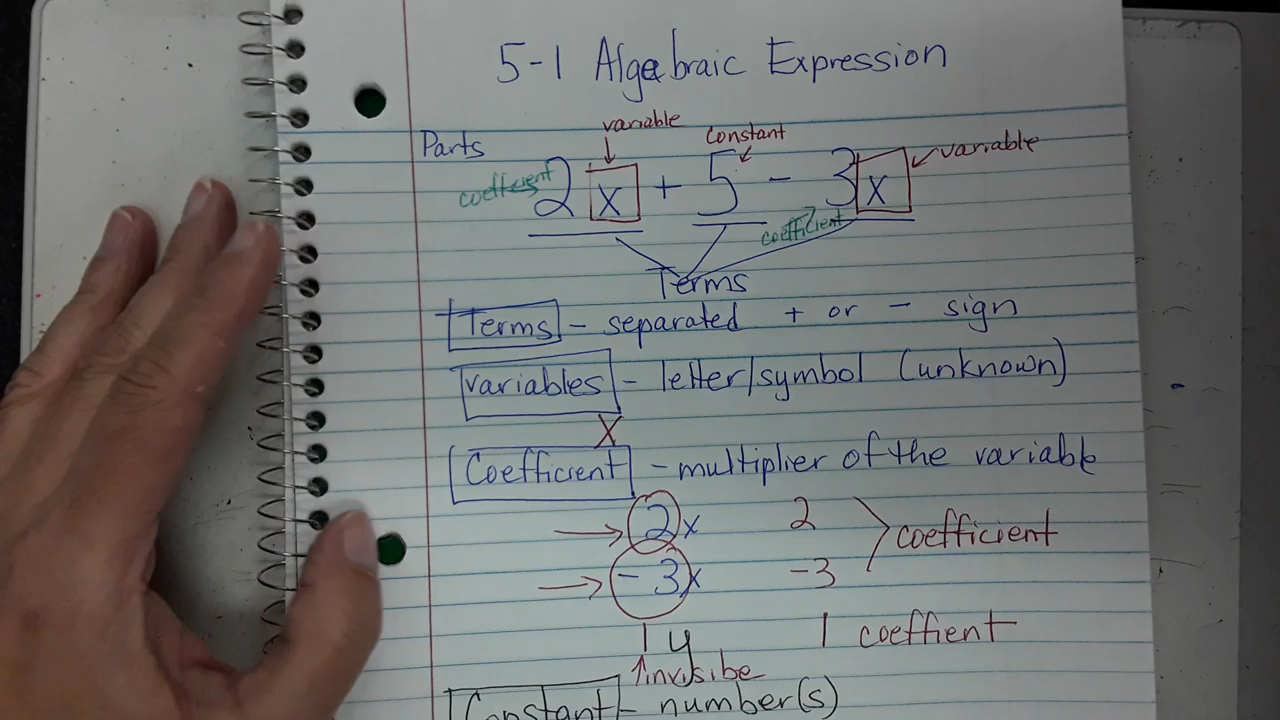 5-1 Algebraic Expression
variable
constant
variable
Parts
coefficient 2x + 5 - 3x
coefficient
Terms
Terms - separated + or - sign
variables - letter/symbol (unknown)
X
Coefficient - multiplier of the variable
2x 2
coefficient
-3x -3
1y 1 coeffient
invisibe
Constant - number(s)